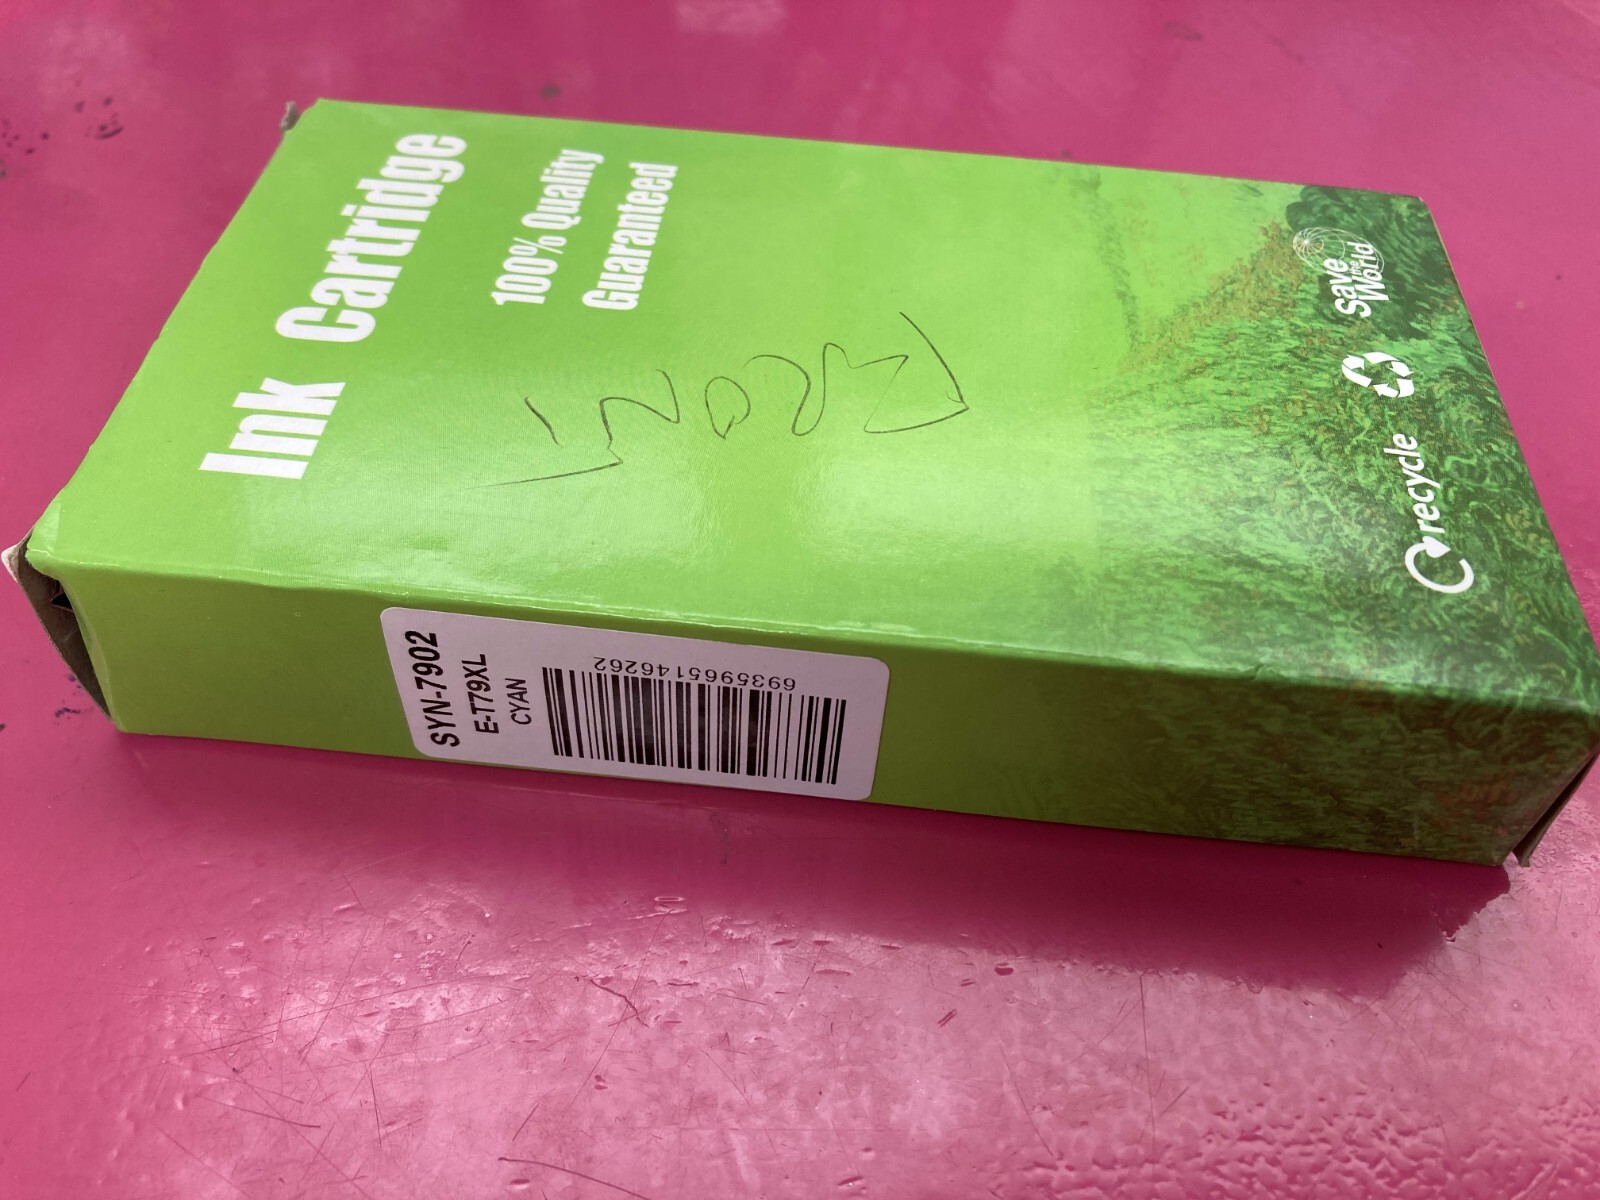 Ink Cartridge
100% Quality
Guaranteed
Save
the
World
recycle
SYN-7902
E-T79XL
CYAN
6935965146262